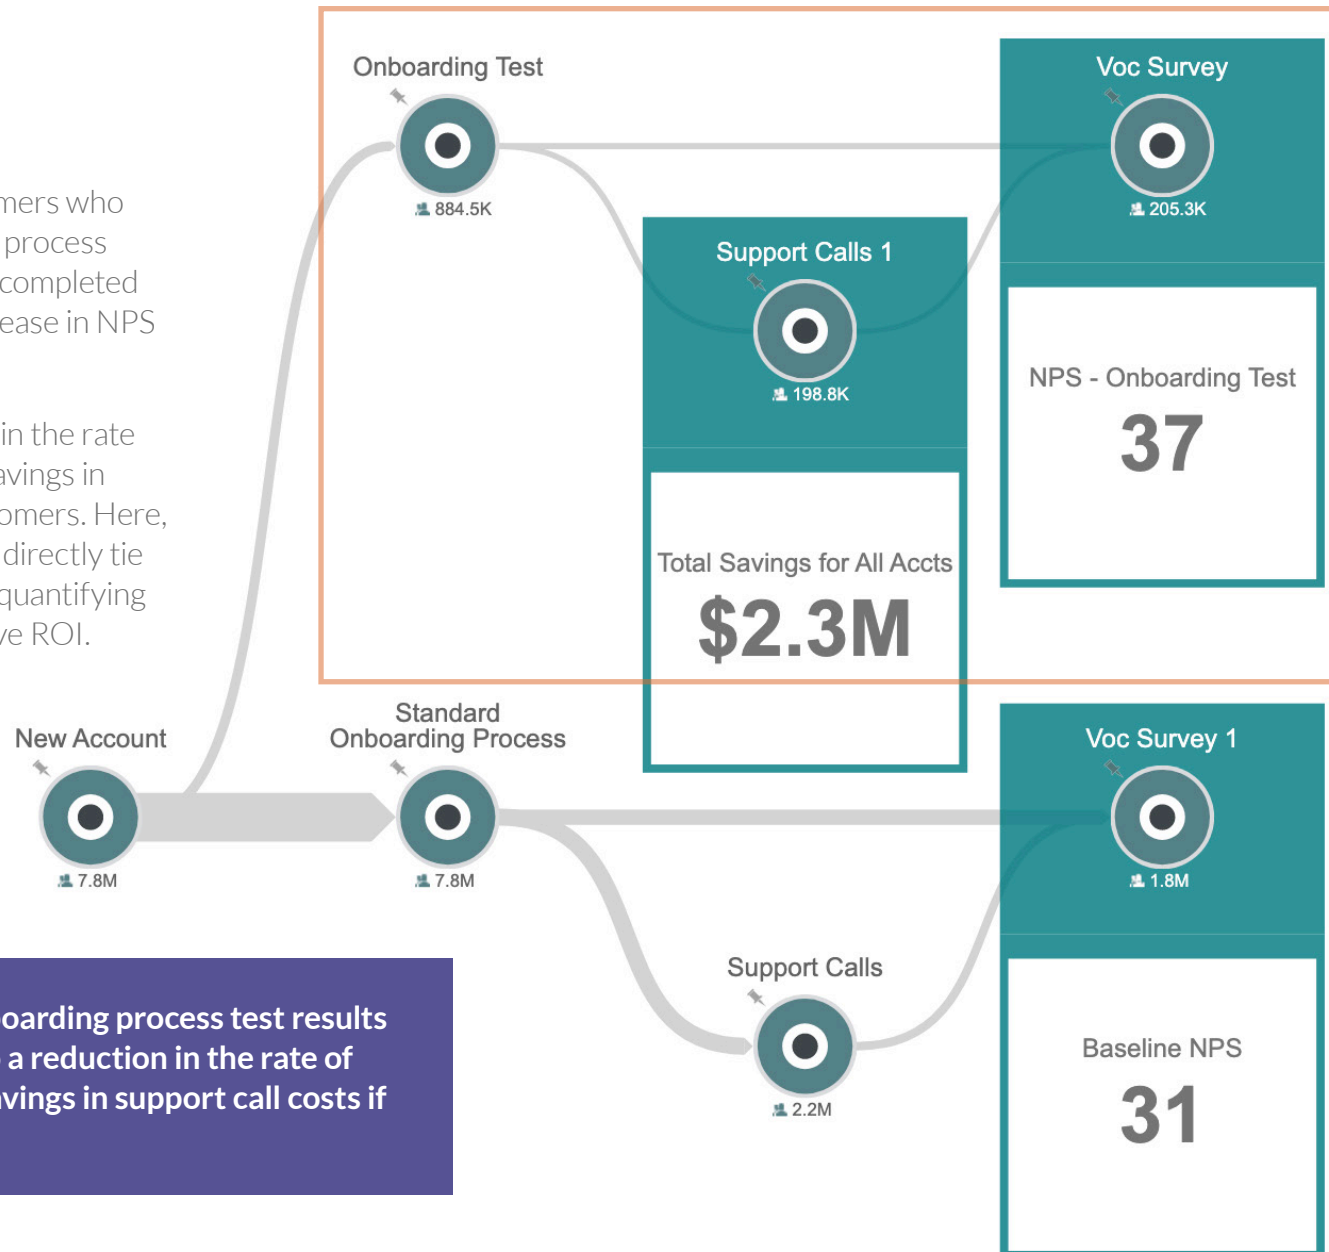 Onboarding Test
884.5K
Voc Survey
205.3K
Support Calls 1
198.8K
NPS - Onboarding Test
37
Total Savings for All Accts
$2.3M
mers who
process
completed
ease in NPS
in the rate
avings in
omers. Here,
directly tie
quantifying
ve ROI.
New Account
7.8M
Standard
Onboarding Process
7.8M
Voc Survey 1
1.8M
Support Calls
2.2M
Baseline NPS
31
oarding process test results
a reduction in the rate of
avings in support call costs if